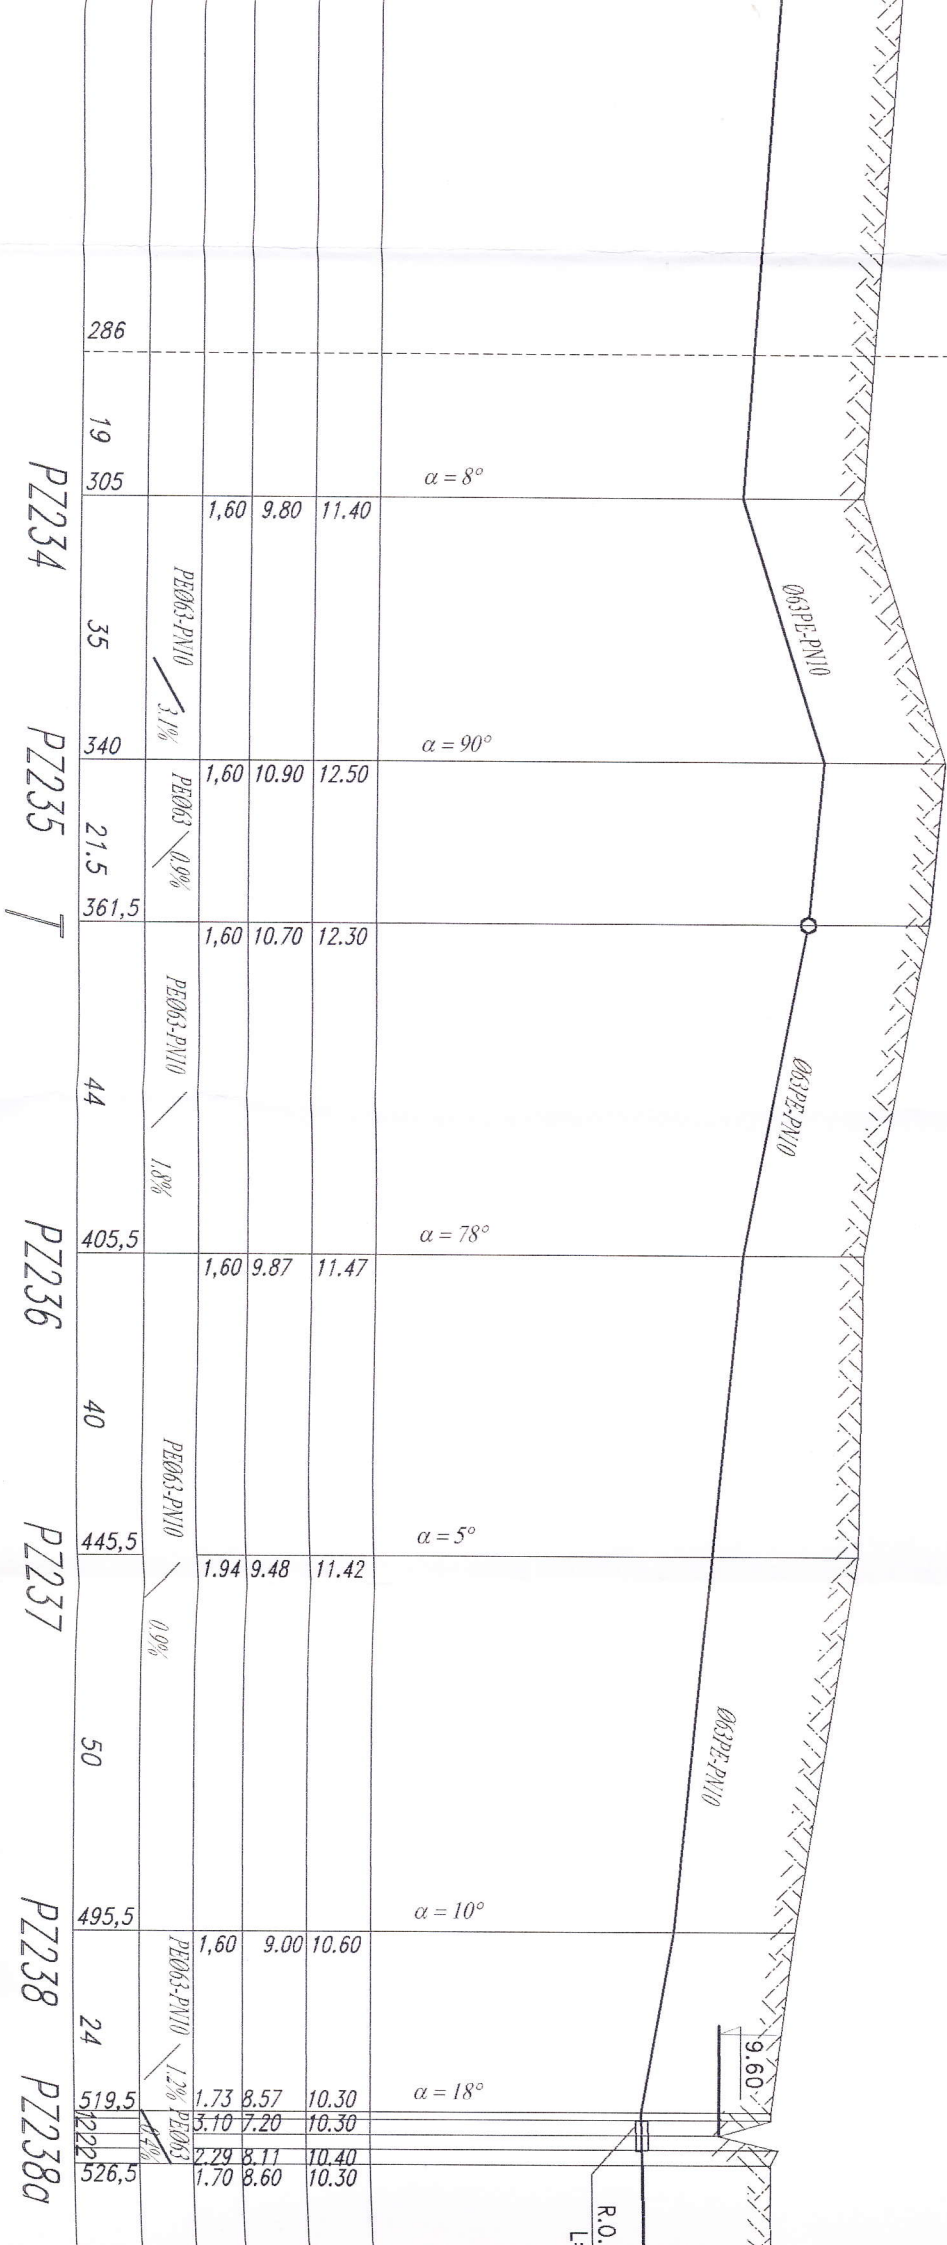 9.60
R.O.
L=
Ø63PE-PN10
Ø63PE-PN10
Ø63PE-PN10
α = 8°
α = 90°
α = 78°
α = 5°
α = 10°
α = 18°
11.40
12.50
12.30
11.47
11.42
10.60
10.30
10.30
10.40
10.30
9.80
10.90
10.70
9.87
9.48
9.00
8.57
7.20
8.11
8.60
1,60
1,60
1,60
1,60
1.94
1,60
1.73
3.10
2.29
1.70
PEØ63-PN10 3.1%
PEØ63 0.9%
PEØ63-PN10 1.8%
PEØ63-PN10 0.9%
PEØ63-PN10 1.2%
PEØ63
286
305
340
361,5
405,5
445,5
495,5
519,5
526,5
19
35
21.5
44
40
50
24
1222
PZ234
PZ235
T
PZ236
PZ237
PZ238
PZ238a